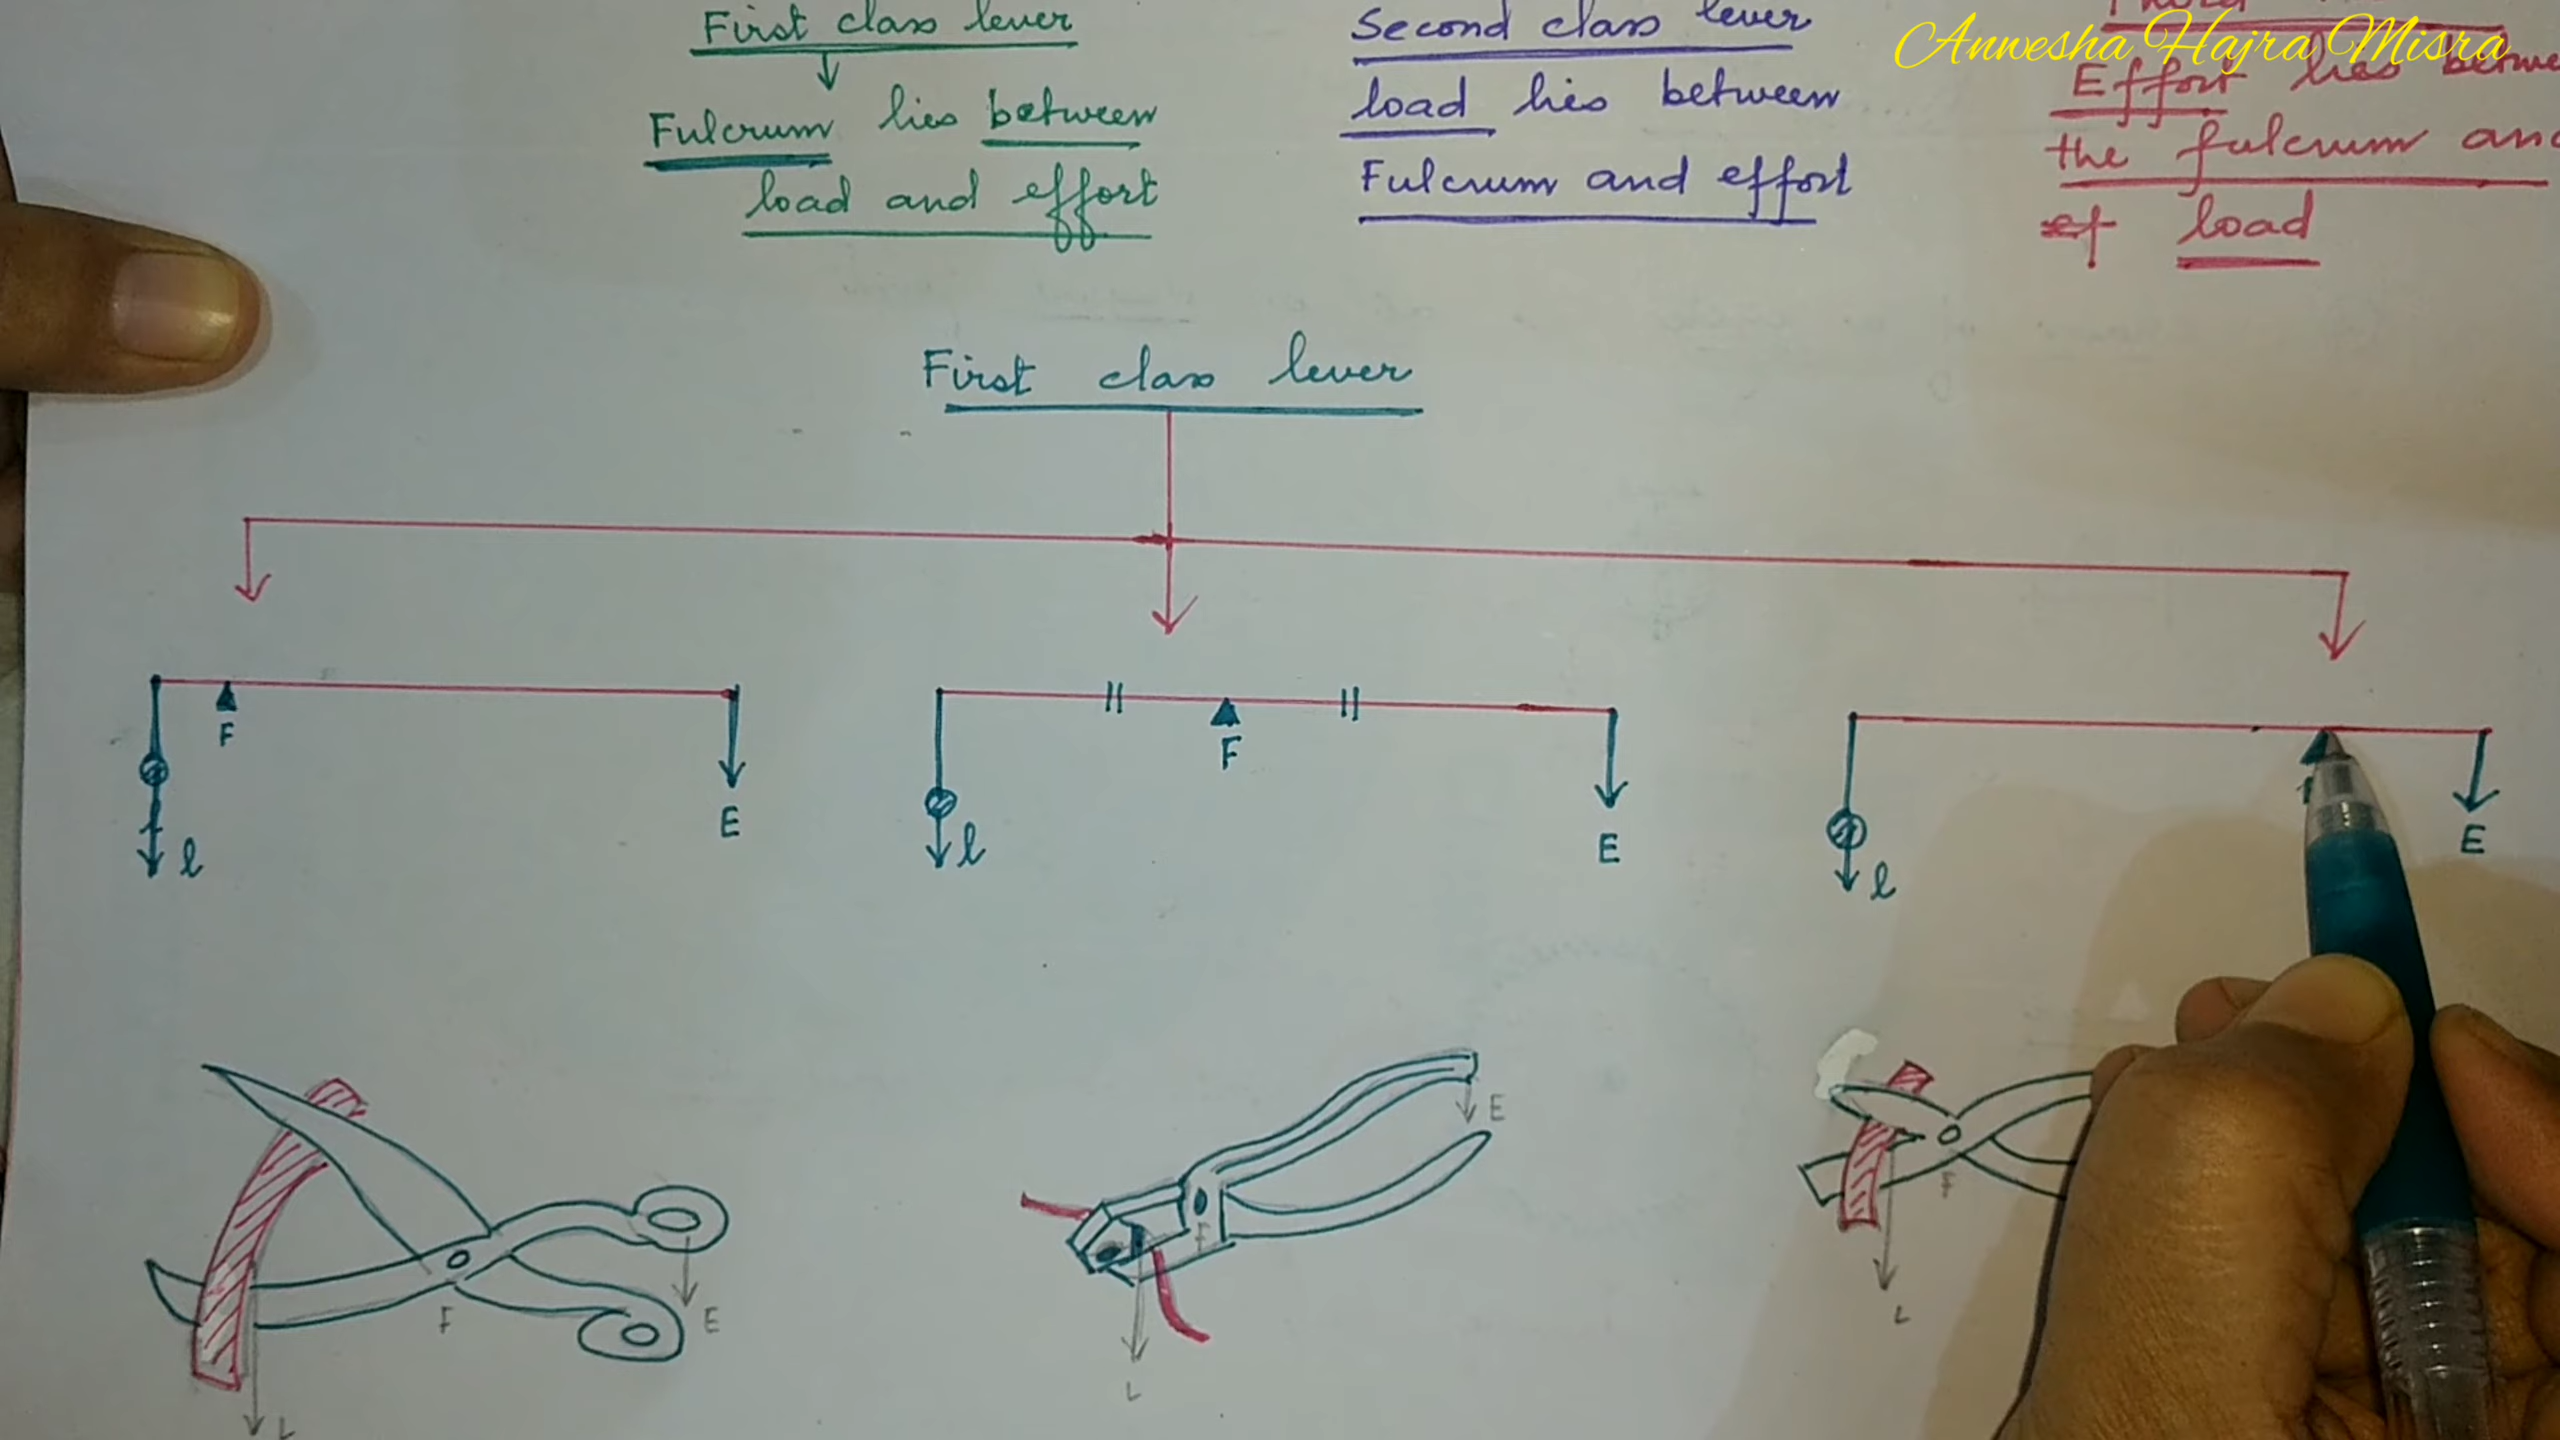 Anwesha Hajra Misra
First class lever
Fulcrum lies between
load and effort
Second class lever
load lies between
Fulcrum and effort
Effort lies
the fulcrum
load
First class lever
F
E
l
F
E
l
E
l
F
E
L
E
F
L
F
L